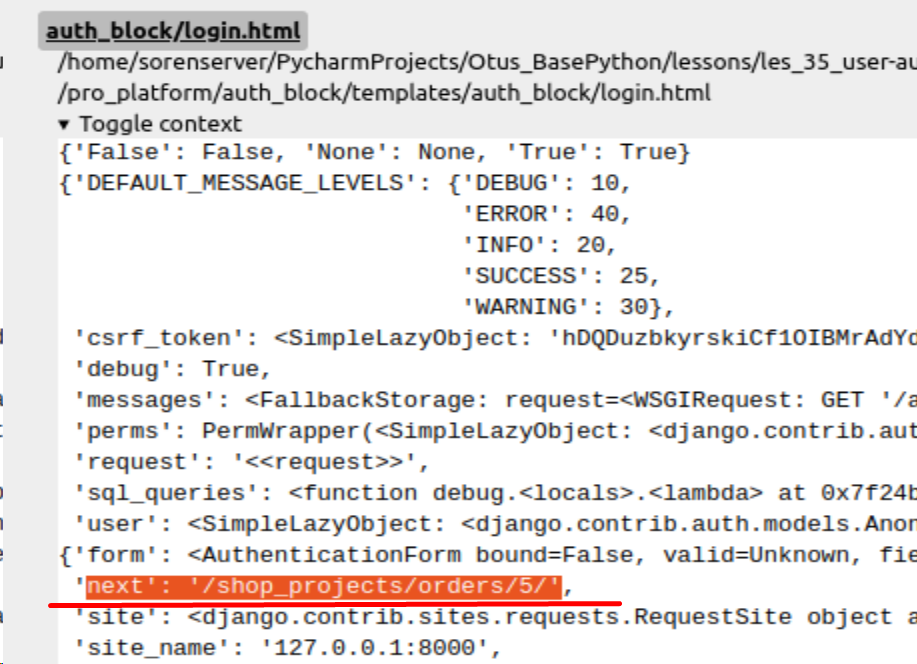 auth_block/login.html
/home/sorenserver/PycharmProjects/Otus_BasePython/lessons/les_35_user-au
/pro_platform/auth_block/templates/auth_block/login.html
▾ Toggle context
{'False': False, 'None': None, 'True': True}
{'DEFAULT_MESSAGE_LEVELS': {'DEBUG': 10,
'ERROR': 40,
'INFO': 20,
'SUCCESS': 25,
'WARNING': 30},
'csrf_token': <SimpleLazyObject: 'hDQDuzbkyrskiCf1OIBMrAdYd
'debug': True,
'messages': <FallbackStorage: request=<WSGIRequest: GET '/a
'perms': PermWrapper(<SimpleLazyObject: <django.contrib.aut
'request': '<<request>>',
'sql_queries': <function debug.<locals>.<lambda> at 0x7f24b
'user': <SimpleLazyObject: <django.contrib.auth.models.Anon
{'form': <AuthenticationForm bound=False, valid=Unknown, fie
'next': '/shop_projects/orders/5/',
'site': <django.contrib.sites.requests.RequestSite object a
'site_name': '127.0.0.1:8000',